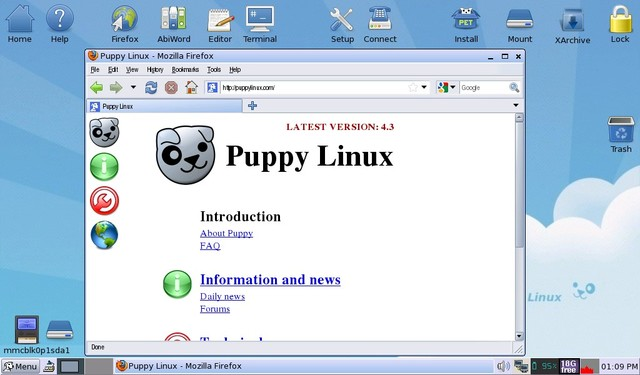 Home
Help
Firefox
AbiWord
Editor
Terminal
Setup
Connect
PET
Install
Mount
XArchive
Lock
Puppy Linux - Mozilla Firefox
File Edit View History Bookmarks Tools Help
http://puppylinux.com/
Google
Puppy Linux
LATEST VERSION: 4.3
Puppy Linux
Introduction
About Puppy
FAQ
Information and news
Daily news
Forums
Done
Trash
Linux
mmcblk0p1
sda1
Menu
Puppy Linux - Mozilla Firefox
95%
18G
free
01:09 PM